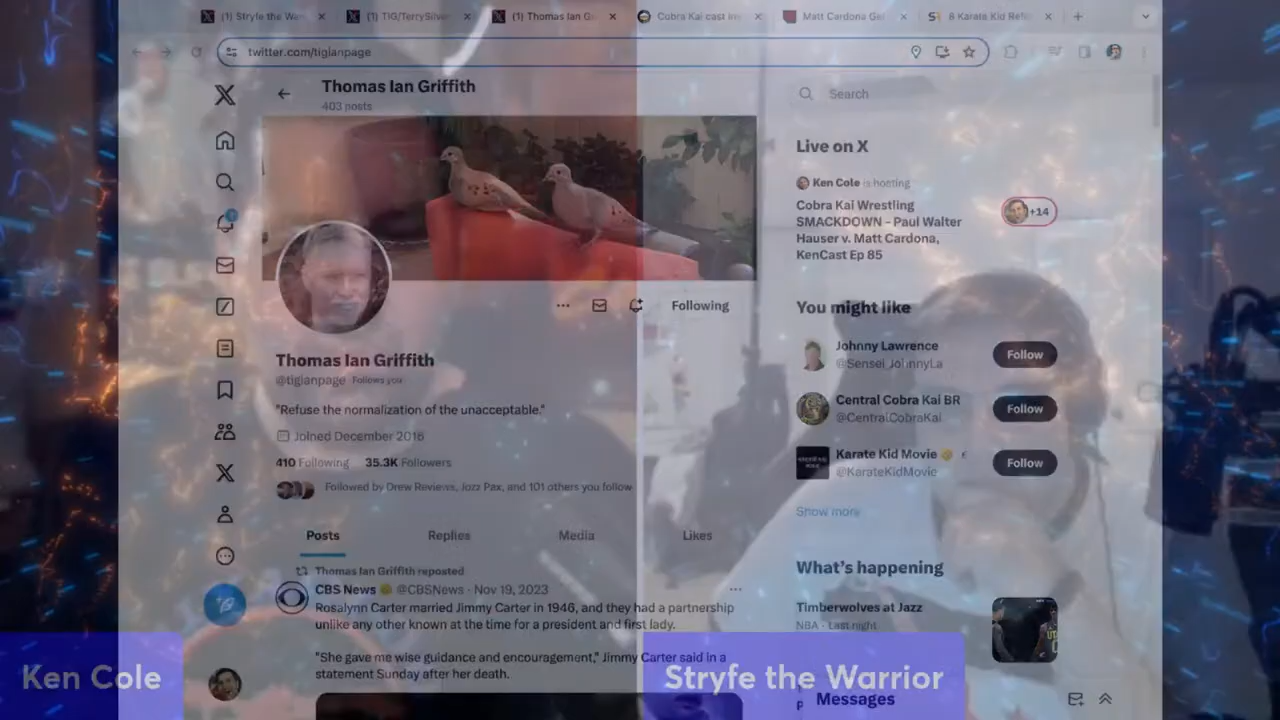 (1) Stryfe the Wa
(1) TIG/TerrySilver
(1) Thomas Ian G
Cobra Kai cast
Matt Cardona
Karate Kid
twitter.com/tigianpage
Thomas Ian Griffith
403 posts
Search
Live on X
Ken Cole is hosting
Cobra Kai Wrestling
SMACKDOWN - Paul Walter
Hauser v. Matt Cardona,
KenCast Ep 85
+14
Following
You might like
Johnny Lawrence
@Sensei_JohnnyLa
Follow
Central Cobra Kai BR
@CentralCobraKai
Follow
Karate Kid Movie
@KarateKidMovie
Follow
Show more
Thomas Ian Griffith
@tigianpage Follows you
"Refuse the normalization of the unacceptable."
Joined December 2016
410 Following 35.3K Followers
Followed by Drew Reviews, Jozz Pax, and 101 others you follow
Posts Replies Media Likes
Thomas Ian Griffith reposted
CBS News @CBSNews · Nov 19, 2023
Rosalynn Carter married Jimmy Carter in 1946, and they had a partnership
unlike any other known at the time for a president and first lady.
"She gave me wise guidance and encouragement," Jimmy Carter said in a
statement Sunday after her death.
What's happening
Timberwolves at Jazz
NBA · Last night
Messages
Ken Cole
Stryfe the Warrior